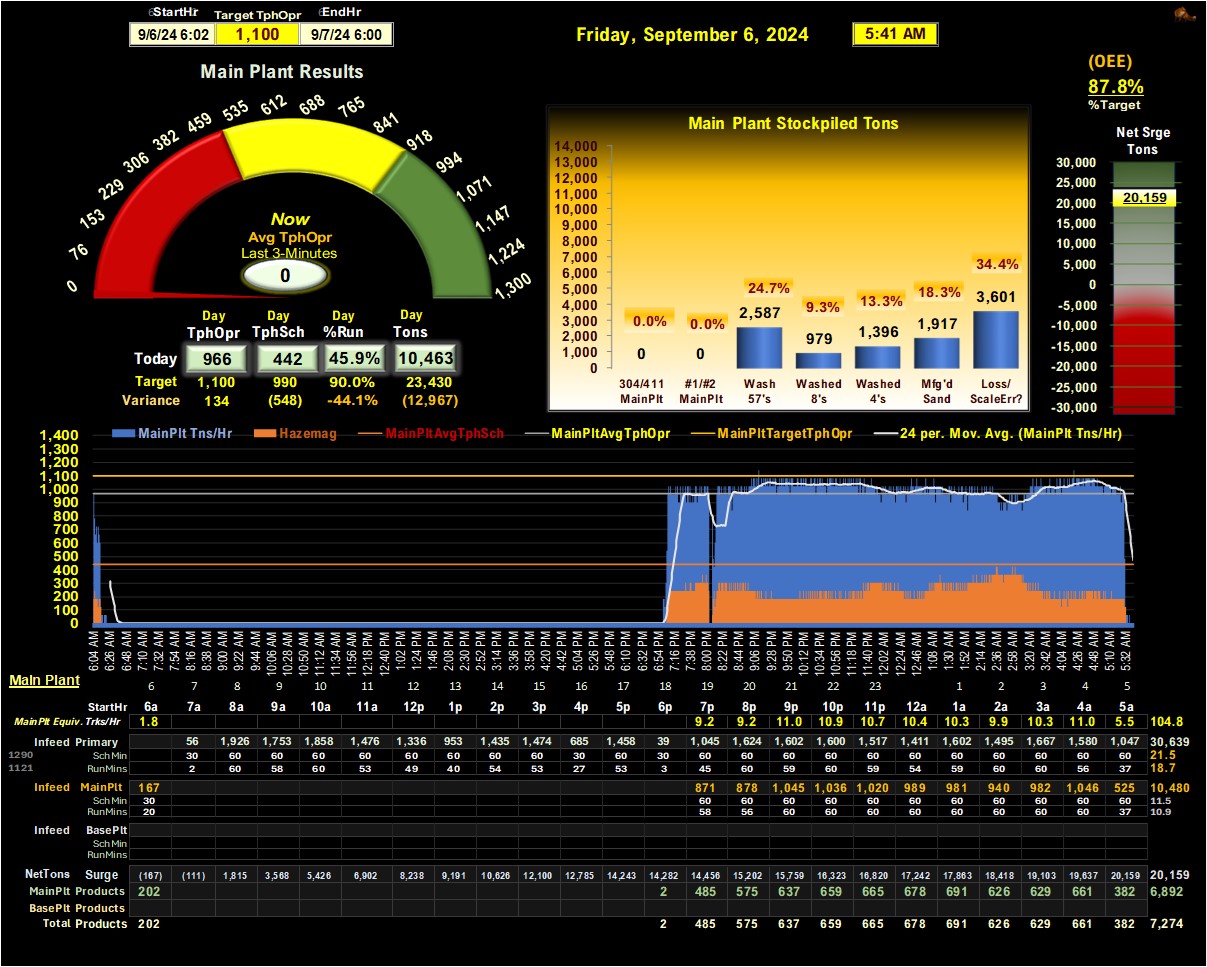 StartHr Target TphOpr EndHr
9/6/24 6:02 1,100 9/7/24 6:00
Friday, September 6, 2024 5:41 AM
(OEE)
87.8%
%Target
Main Plant Results
0 76 153 229 306 382 459 535 612 688 765 841 918 994 1,071 1,147 1,224 1,300
Now
Avg TphOpr
Last 3-Minutes
0
Day Day Day Day
TphOpr TphSch %Run Tons
Today 966 442 45.9% 10,463
Target 1,100 990 90.0% 23,430
Variance 134 (548) -44.1% (12,967)
Main Plant Stockpiled Tons
14,000
13,000
12,000
11,000
10,000
9,000
8,000
7,000
6,000
5,000
4,000
3,000
2,000
1,000
0
0.0% 0.0% 24.7% 9.3% 13.3% 18.3% 34.4%
0 0 2,587 979 1,396 1,917 3,601
304/411 #1/#2 Wash Washed Washed Mfg'd Loss/
MainPlt MainPlt 57's 8's 4's Sand ScaleErr?
Net Srge
Tons
30,000
25,000
20,000
10,000
5,000
0
-5,000
-10,000
-15,000
-20,000
-25,000
-30,000
20,159
MainPlt Tns/Hr Hazemag MainPltAvgTphSch MainPltAvgTphOpr MainPltTargetTphOpr 24 per. Mov. Avg. (MainPlt Tns/Hr)
1,400
1,300
1,200
1,100
1,000
900
800
700
600
500
400
300
200
100
0
6:04 AM 6:26 AM 6:48 AM 7:10 AM 7:32 AM 7:54 AM 8:16 AM 8:38 AM 9:00 AM 9:22 AM 9:44 AM 10:06 AM 10:28 AM 10:50 AM 11:12 AM 11:34 AM 11:56 AM 12:18 PM 12:40 PM 1:02 PM 1:24 PM 1:46 PM 2:08 PM 2:30 PM 2:52 PM 3:14 PM 3:36 PM 3:58 PM 4:20 PM 4:42 PM 5:04 PM 5:26 PM 5:48 PM 6:10 PM 6:32 PM 6:54 PM 7:16 PM 7:38 PM 8:00 PM 8:22 PM 8:44 PM 9:06 PM 9:28 PM 9:50 PM 10:12 PM 10:34 PM 10:56 PM 11:18 PM 11:40 PM 12:02 AM 12:24 AM 12:46 AM 1:08 AM 1:30 AM 1:52 AM 2:14 AM 2:36 AM 2:58 AM 3:20 AM 3:42 AM 4:04 AM 4:26 AM 4:48 AM 5:10 AM 5:32 AM
Main Plant
6 7 8 9 10 11 12 13 14 15 16 17 18 19 20 21 22 23 1 2 3 4 5
StartHr 6a 7a 8a 9a 10a 11a 12p 1p 2p 3p 4p 5p 6p 7p 8p 9p 10p 11p 12a 1a 2a 3a 4a 5a
MainPlt Equiv. Trks/Hr 1.8 9.2 9.2 11.0 10.9 10.7 10.4 10.3 9.9 10.3 11.0 5.5 104.8
Infeed Primary 56 1,926 1,753 1,858 1,476 1,336 953 1,435 1,474 685 1,458 39 1,045 1,624 1,602 1,600 1,517 1,411 1,602 1,495 1,667 1,580 1,047 30,639
1290 SchMin 30 60 60 60 60 60 60 60 60 30 60 30 60 60 60 60 60 60 60 60 60 60 60 21.5
1121 RunMins 2 60 58 60 53 49 40 54 53 27 53 3 45 60 59 60 59 54 59 60 60 56 37 18.7
Infeed MainPlt 167 871 878 1,045 1,036 1,020 989 981 940 982 1,046 525 10,480
SchMin 30 60 60 60 60 60 60 60 60 60 60 60 11.5
RunMins 20 58 56 60 60 60 60 60 60 60 60 37 10.9
Infeed BasePlt
SchMin
RunMins
NetTons Surge (167) (111) 1,815 3,568 5,426 6,902 8,238 9,191 10,626 12,100 12,785 14,243 14,282 14,456 15,202 15,759 16,323 16,820 17,242 17,863 18,418 19,103 19,637 20,159 20,159
MainPlt Products 202 2 485 575 637 659 665 678 691 626 629 661 382 6,892
BasePlt Products
Total Products 202 2 485 575 637 659 665 678 691 626 629 661 382 7,274